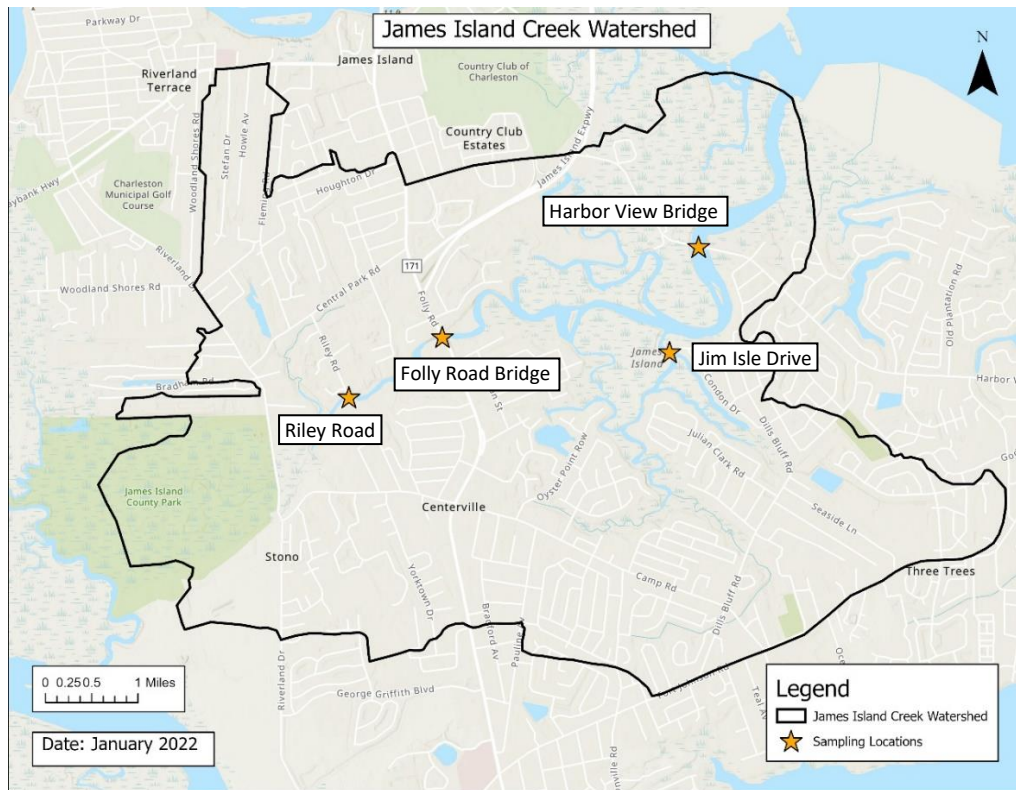 James Island Creek Watershed
N
Parkway Dr
James Island
Riverland
Terrace
Country Club of
Charleston
Woodland Shores Rd
Stefan Dr
Howle Av
Country Club
Estates
James Island Expwy
Charleston
Municipal Golf
Course
Houghton Dr
Harbor View Bridge
Woodland Shores Rd
171
Central Park Rd
Old Plantation Rd
Folly Rd
Riley Rd
James
Island
Jim Isle Drive
Folly Road Bridge
Bradham Rd
Condon Dr
Riley Road
Dills Bluff Rd
Julian Clark Rd
Oyster Point Row
James Island
County Park
Centerville
Seaside Ln
Stono
Three Trees
Camp Rd
Yorktown Dr
Dills Bluff Rd
Bradford Av
Riverland Dr
George Griffith Blvd
Teal Av
0 0.25 0.5 1 Miles
Date: January 2022
Legend
James Island Creek Watershed
Sampling Locations